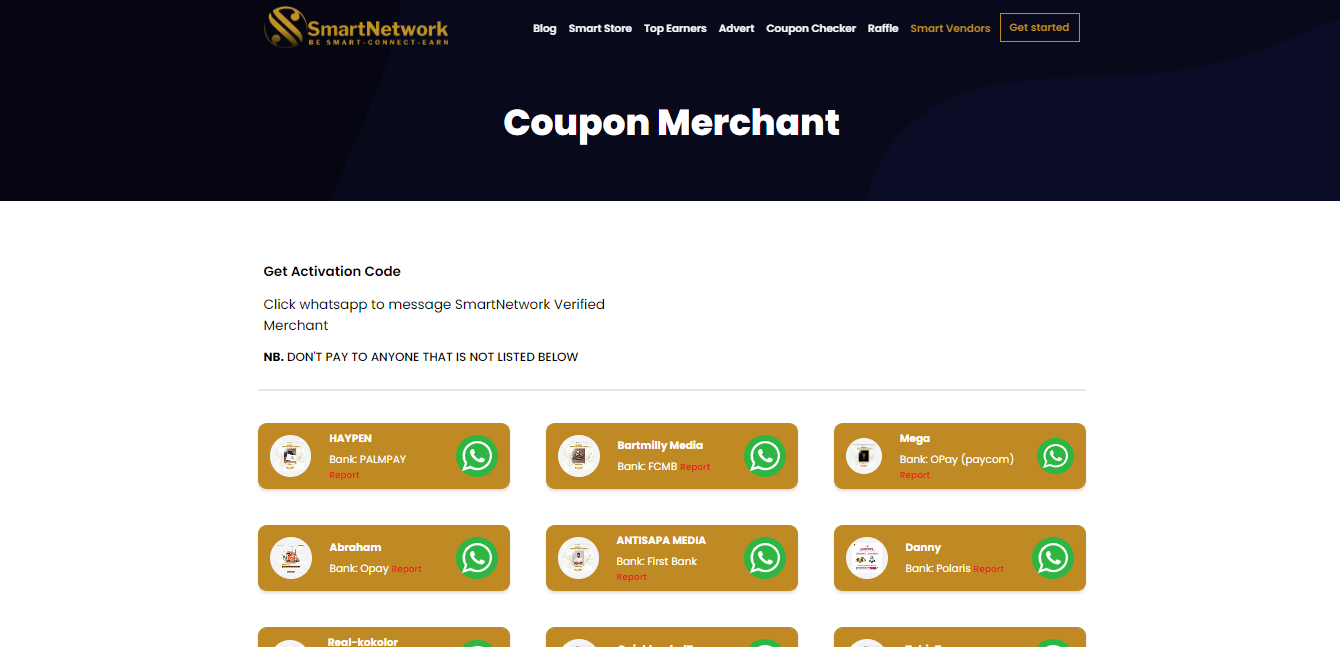 SmartNetwork
BE SMART-CONNECT-EARN
Blog Smart Store Top Earners Advert Coupon Checker Raffle Smart Vendors Get started
Coupon Merchant
Get Activation Code
Click whatsapp to message SmartNetwork Verified
Merchant
NB. DON'T PAY TO ANYONE THAT IS NOT LISTED BELOW
HAYPEN
Bank: PALMPAY
Report
Bartmilly Media
Bank: FCMB Report
Mega
Bank: OPay (paycom)
Report
Abraham
Bank: Opay Report
ANTISAPA MEDIA
Bank: First Bank
Report
Danny
Bank: Polaris Report
Real-kokolor